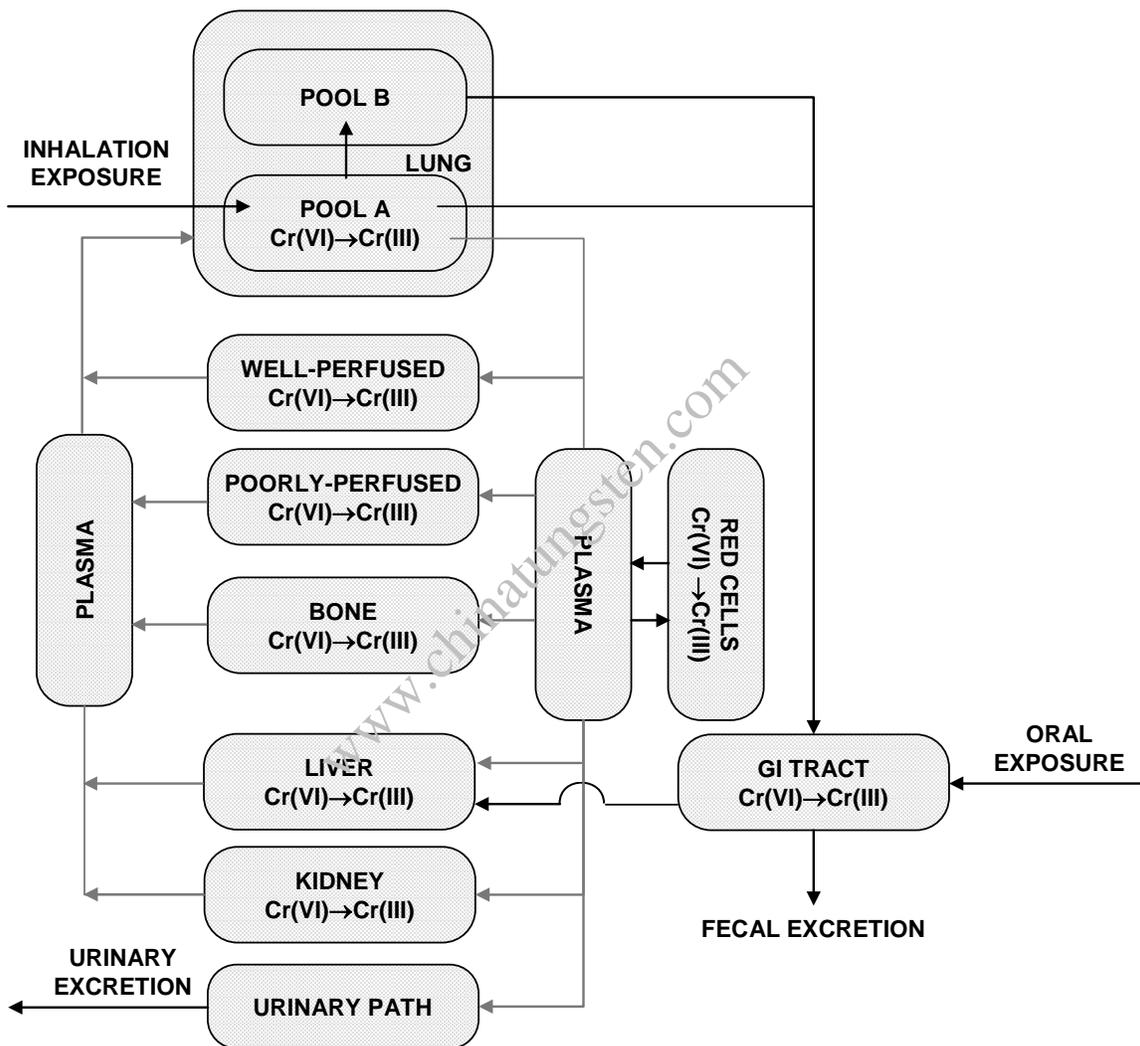 POOL B
INHALATION
EXPOSURE
LUNG
POOL A
Cr(VI)→Cr(III)
WELL-PERFUSED
Cr(VI)→Cr(III)
POORLY-PERFUSED
Cr(VI)→Cr(III)
PLASMA
BONE
Cr(VI)→Cr(III)
PLASMA
RED CELLS
Cr(VI)→Cr(III)
LIVER
Cr(VI)→Cr(III)
GI TRACT
Cr(VI)→Cr(III)
ORAL
EXPOSURE
KIDNEY
Cr(VI)→Cr(III)
FECAL EXCRETION
URINARY
EXCRETION
URINARY PATH
www.chinatungsten.com